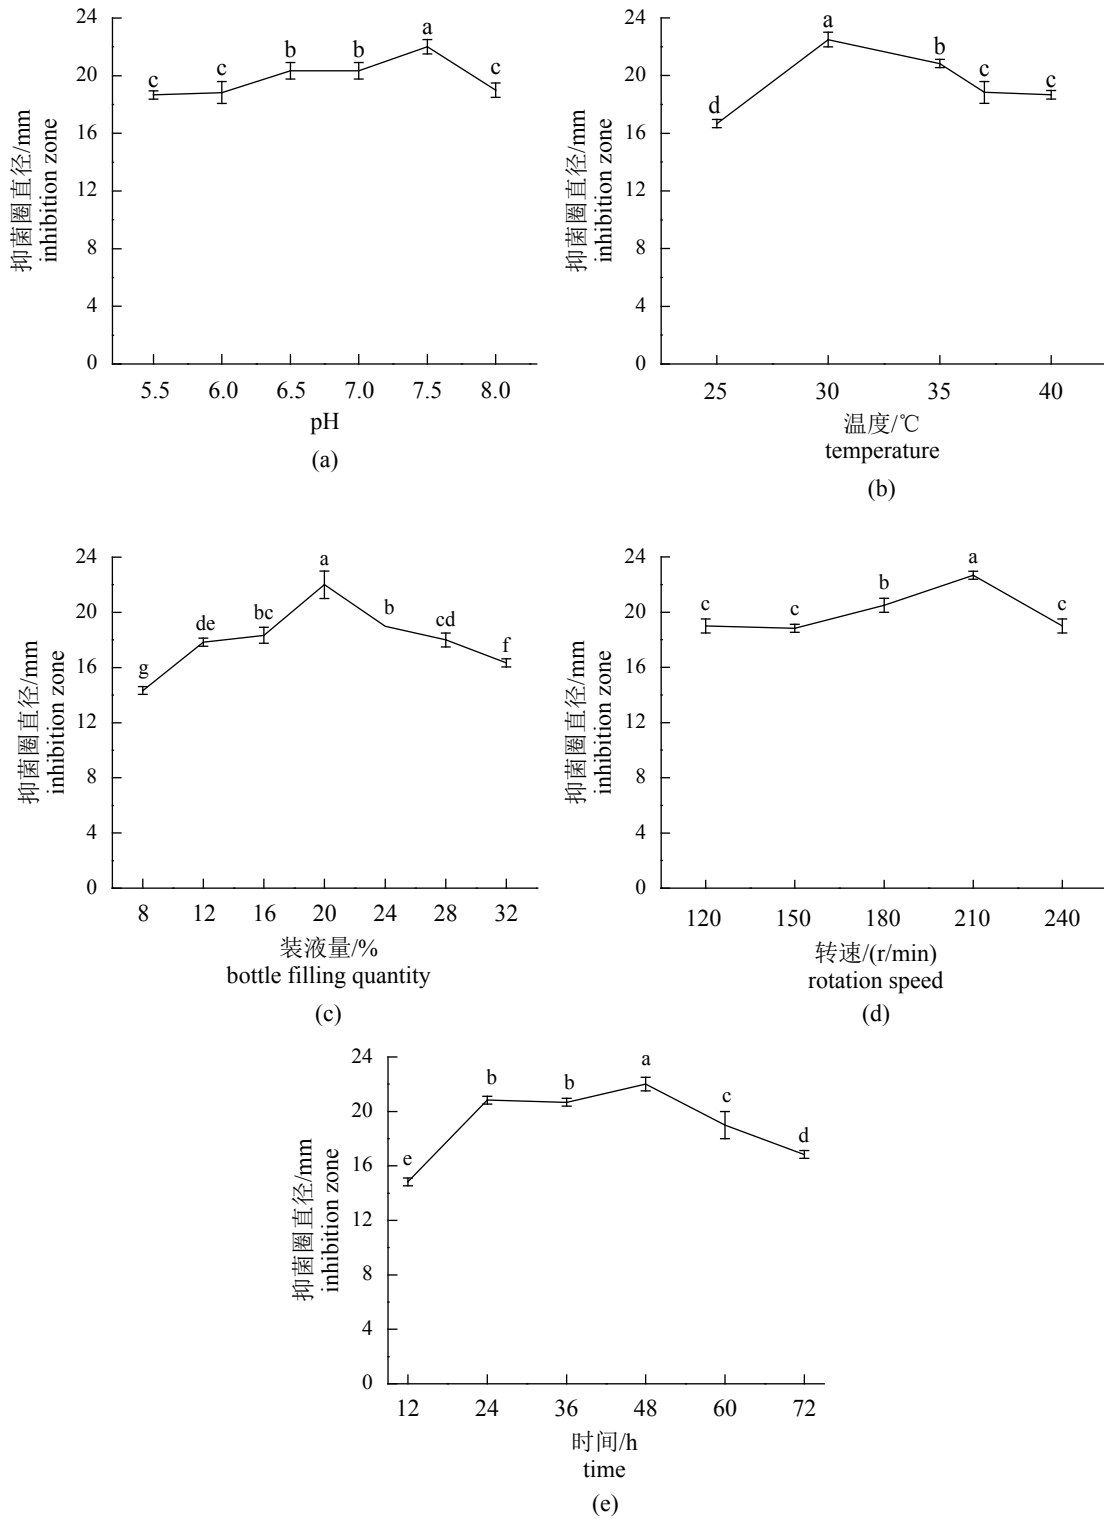 24
20
16
12
8
4
0
抑菌圈直径/mm
inhibition zone
c
c
b
b
a
c
5.5 6.0 6.5 7.0 7.5 8.0
pH
(a)
24
20
16
12
8
4
0
抑菌圈直径/mm
inhibition zone
d
a
b
c
c
25 30 35 40
温度/℃
temperature
(b)
24
20
16
12
8
4
0
抑菌圈直径/mm
inhibition zone
g
de
bc
a
b
cd
f
8 12 16 20 24 28 32
装液量/%
bottle filling quantity
(c)
24
20
16
12
8
4
0
抑菌圈直径/mm
inhibition zone
c
c
b
a
c
120 150 180 210 240
转速/(r/min)
rotation speed
(d)
24
20
16
12
8
4
0
抑菌圈直径/mm
inhibition zone
e
b
b
a
c
d
12 24 36 48 60 72
时间/h
time
(e)